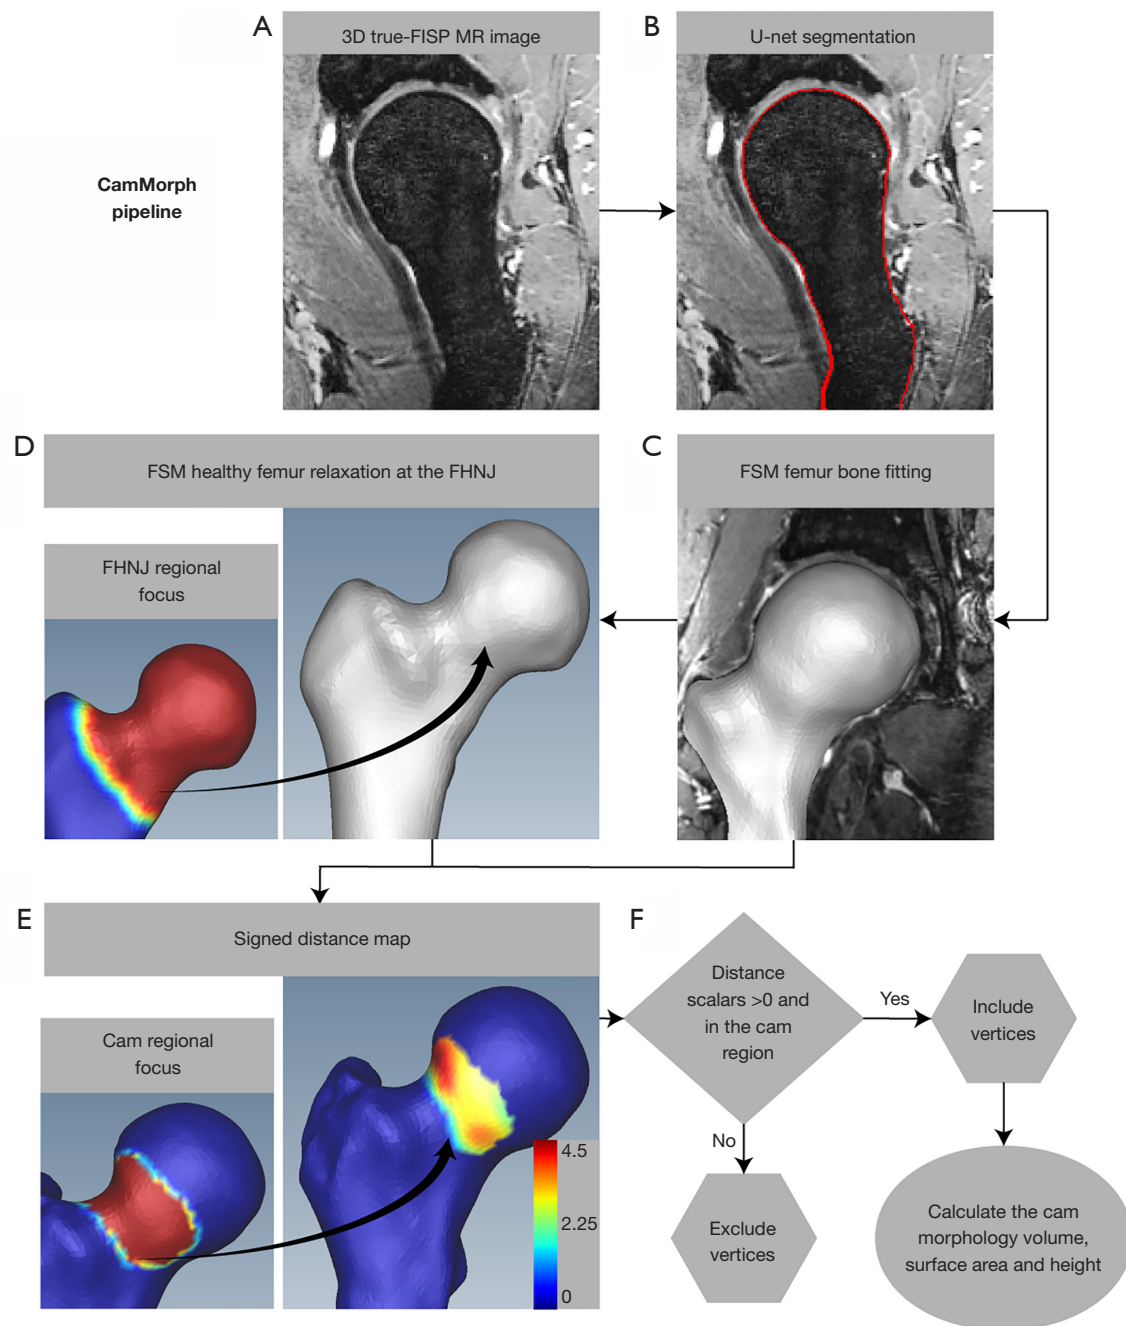 A
3D true-FISP MR image
B
U-net segmentation
CamMorph
pipeline
D
FSM healthy femur relaxation at the FHNJ
C
FSM femur bone fitting
FHNJ regional
focus
E
Signed distance map
F
Cam regional
focus
4.5
2.25
0
Distance
scalars >0 and
in the cam
region
Yes
Include
vertices
No
Exclude
vertices
Calculate the cam
morphology volume,
surface area and height